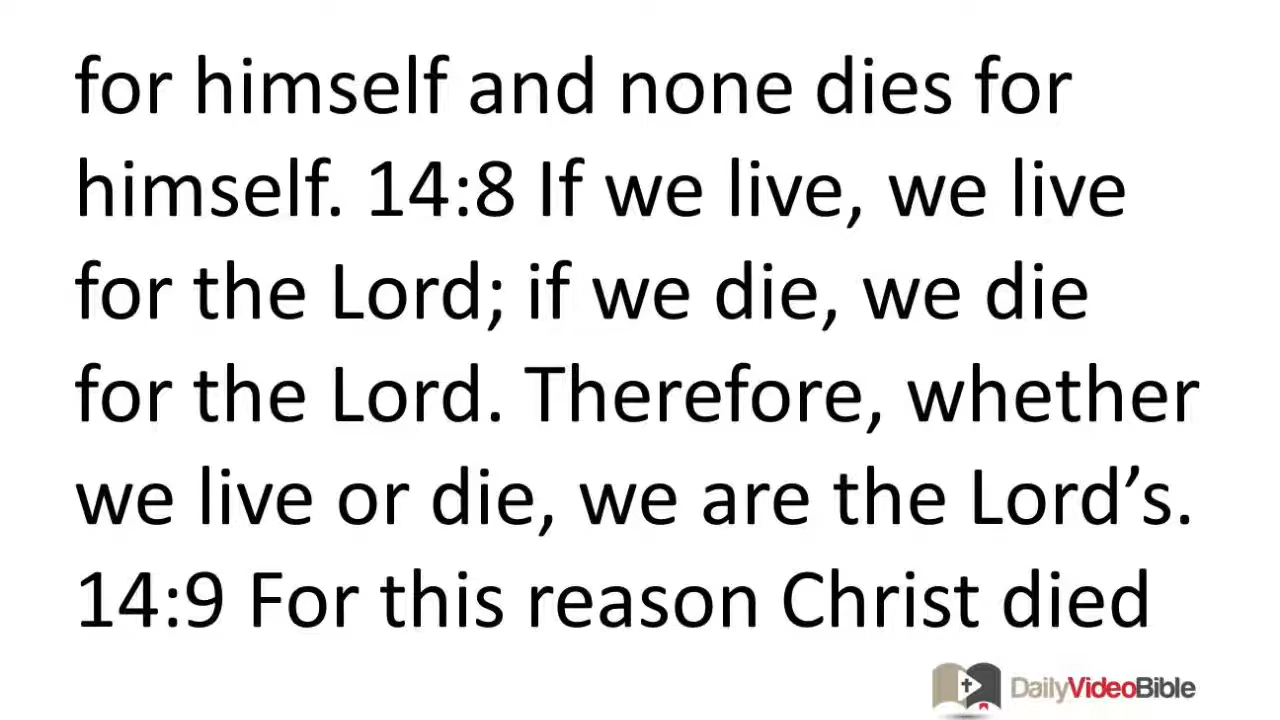 for himself and none dies for
himself. 14:8 If we live, we live
for the Lord; if we die, we die
for the Lord. Therefore, whether
we live or die, we are the Lord’s.
14:9 For this reason Christ died
DailyVideoBible